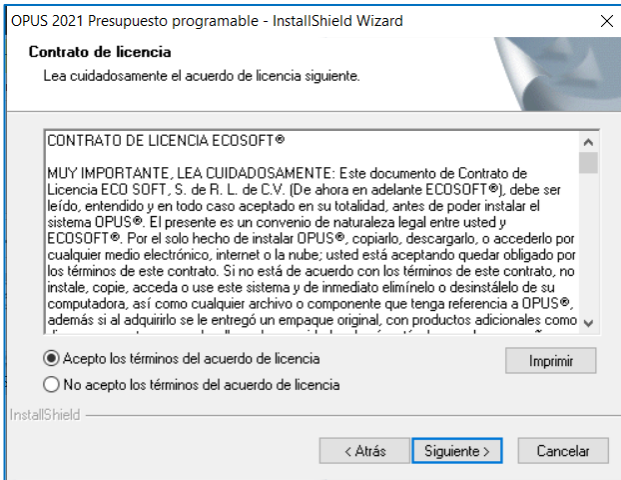 OPUS 2021 Presupuesto programable - InstallShield Wizard
Contrato de licencia
Lea cuidadosamente el acuerdo de licencia siguiente.
CONTRATO DE LICENCIA ECOSOFT®
MUY IMPORTANTE, LEA CUIDADOSAMENTE: Este documento de Contrato de
Licencia ECO SOFT, S. de R. L. de C.V. (De ahora en adelante ECOSOFT®), debe ser
leído, entendido y en todo caso aceptado en su totalidad, antes de poder instalar el
sistema OPUS®. El presente es un convenio de naturaleza legal entre usted y
ECOSOFT®. Por el solo hecho de instalar OPUS®, copiarlo, descargarlo, o accederlo por
cualquier medio electrónico, internet o la nube; usted está aceptando quedar obligado por
los términos de este contrato. Si no está de acuerdo con los términos de este contrato, no
instale, copie, acceda o use este sistema y de inmediato elimínelo o desinstálelo de su
computadora, así como cualquier archivo o componente que tenga referencia a OPUS®,
además si al adquirirlo se le entregó un empaque original, con productos adicionales como
Acepto los términos del acuerdo de licencia
Imprimir
No acepto los términos del acuerdo de licencia
InstallShield
< Atrás
Siguiente >
Cancelar